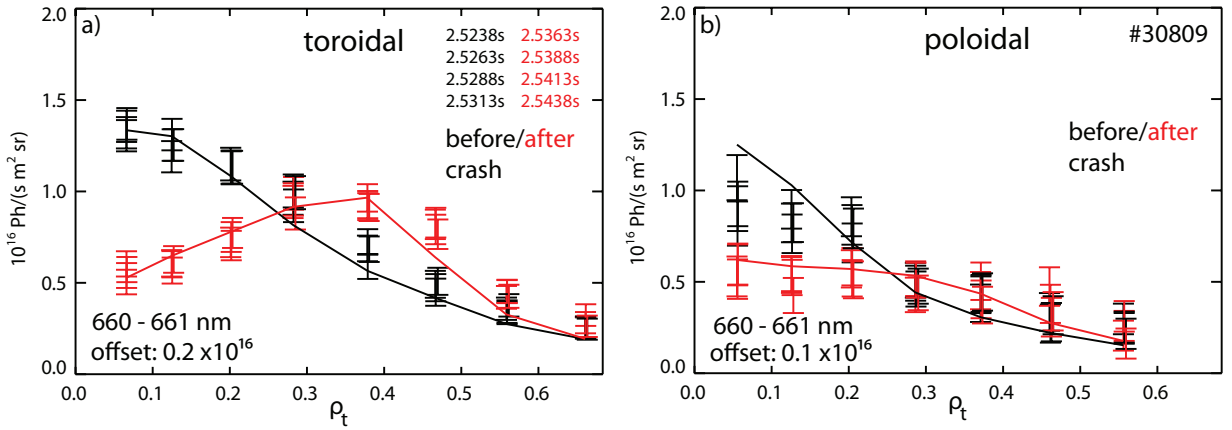 a)
toroidal
2.5238s 2.5363s
2.5263s 2.5388s
2.5288s 2.5413s
2.5313s 2.5438s
before/after
crash
660 - 661 nm
offset: 0.2 x10^16
10^16 Ph/(s m^2 sr)
2.0
1.5
1.0
0.5
0.0
0.0 0.1 0.2 0.3 0.4 0.5 0.6
ρ_t
b)
poloidal
#30809
before/after
crash
660 - 661 nm
offset: 0.1 x10^16
10^16 Ph/(s m^2 sr)
2.0
1.5
1.0
0.5
0.0
0.0 0.1 0.2 0.3 0.4 0.5 0.6
ρ_t